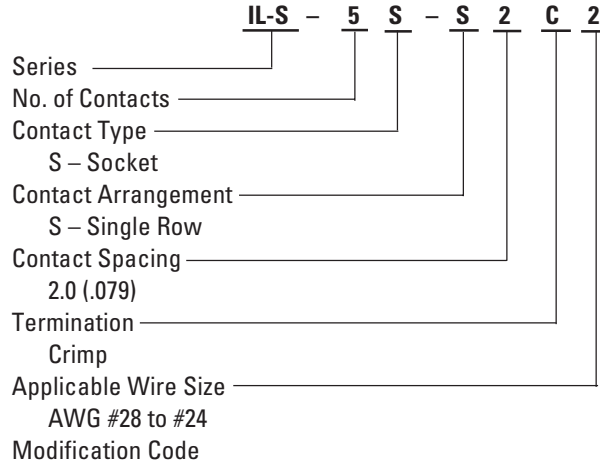 IL-S – 5 S – S 2 C 2
Series
No. of Contacts
Contact Type
S – Socket
Contact Arrangement
S – Single Row
Contact Spacing
2.0 (.079)
Termination
Crimp
Applicable Wire Size
AWG #28 to #24
Modification Code